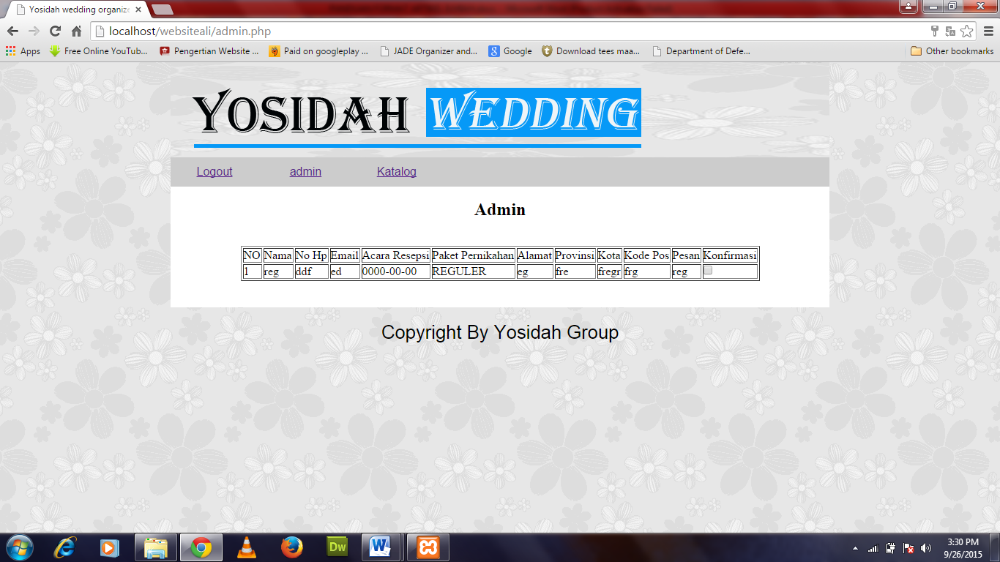 Yosidah wedding organize
localhost/websiteali/admin.php
Apps Free Online YouTub... Pengertian Website ... Paid on googleplay ... JADE Organizer and... Google Download tees maa... Department of Defe... Other bookmarks
YOSIDAH WEDDING
Logout admin Katalog
Admin
NO Nama No Hp Email Acara Resepsi Paket Pernikahan Alamat Provinsi Kota Kode Pos Pesan Konfirmasi
1 reg ddf ed 0000-00-00 REGULER eg fre fregr frg reg
Copyright By Yosidah Group
Dw W
3:30 PM
9/26/2015